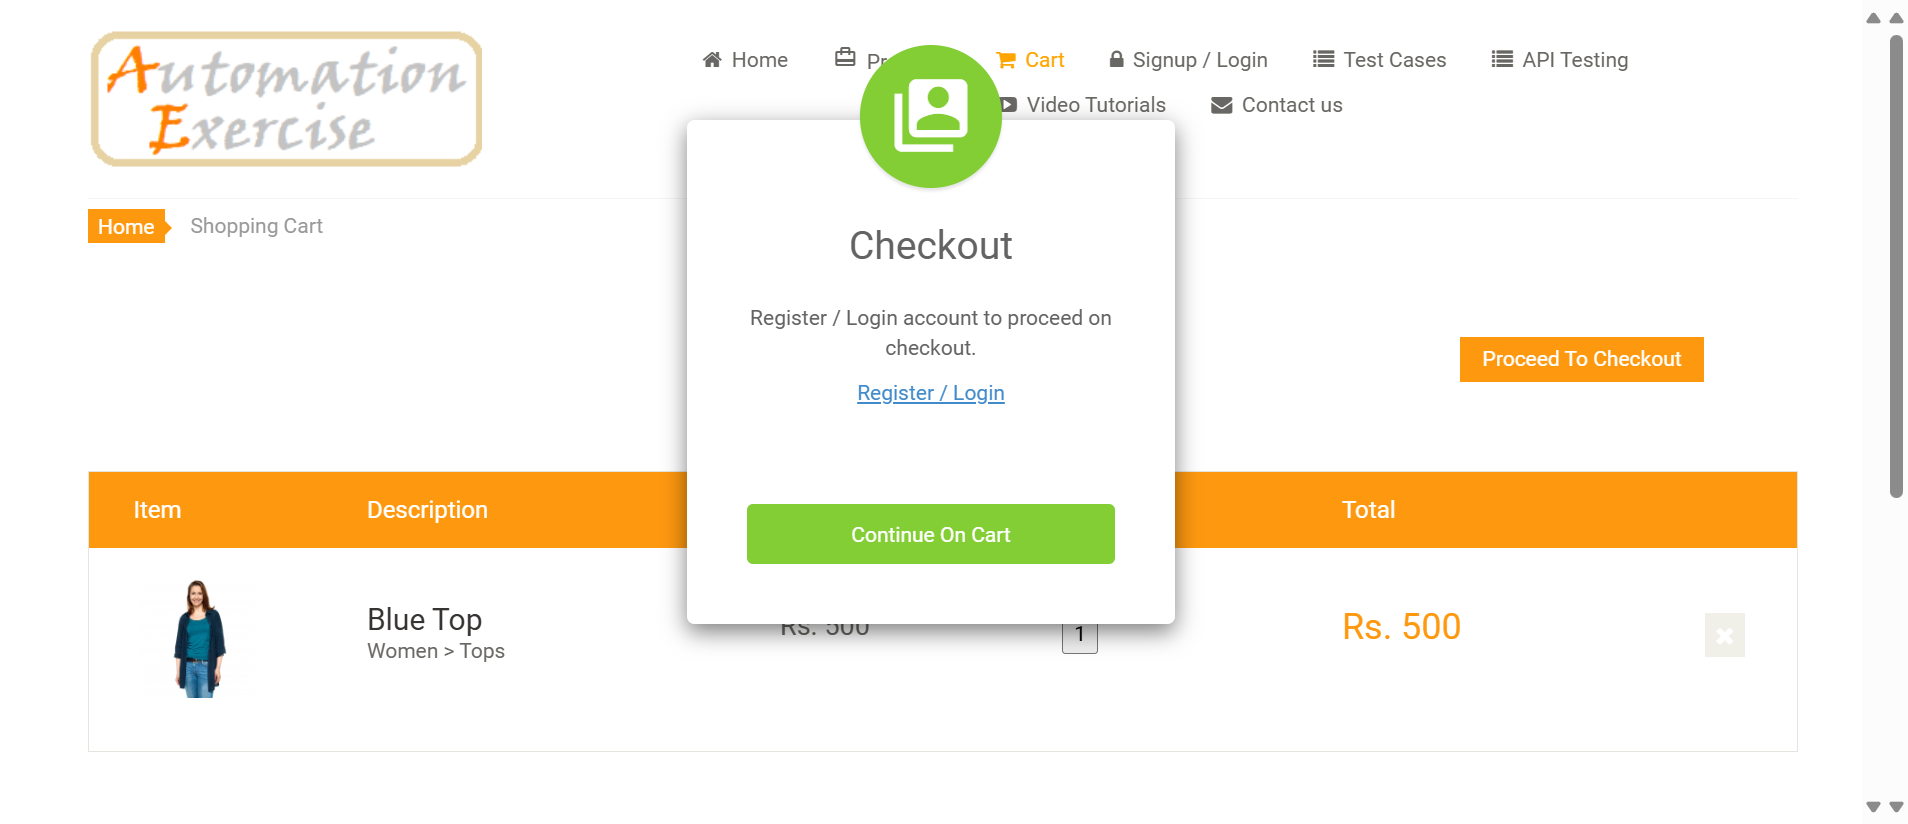 Automation
Exercise
Home
Cart
Signup / Login
Test Cases
API Testing
Video Tutorials
Contact us
Home
Shopping Cart
Checkout
Register / Login account to proceed on
checkout.
Register / Login
Continue On Cart
Proceed To Checkout
Item
Description
Total
Blue Top
Women > Tops
Rs. 500
1
Rs. 500